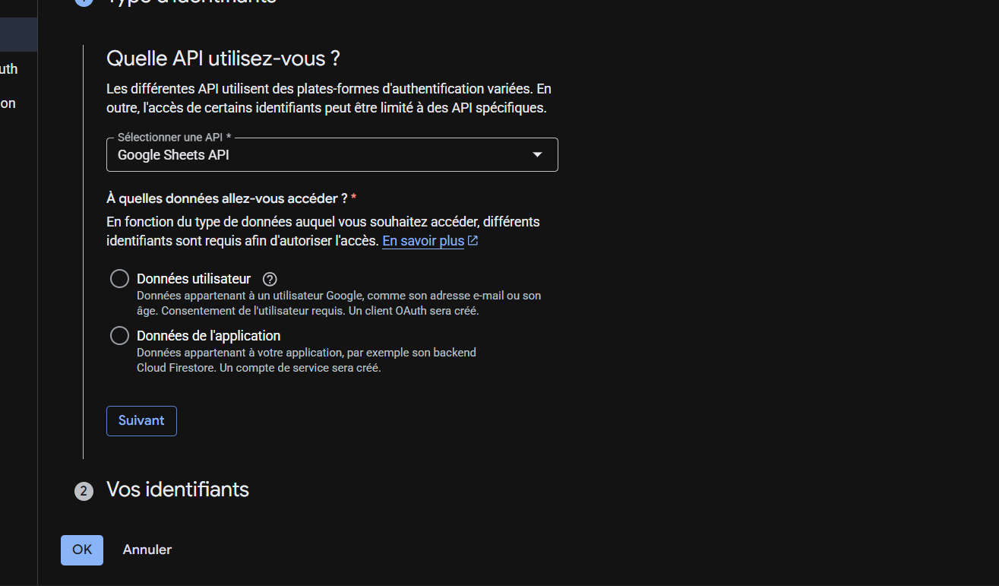 Type d'identifiants
Quelle API utilisez-vous ?
uth
Les différentes API utilisent des plates-formes d'authentification variées. En
on
outre, l'accès de certains identifiants peut être limité à des API spécifiques.
Sélectionner une API *
Google Sheets API
À quelles données allez-vous accéder ? *
En fonction du type de données auquel vous souhaitez accéder, différents
identifiants sont requis afin d'autoriser l'accès. En savoir plus
Données utilisateur
Données appartenant à un utilisateur Google, comme son adresse e-mail ou son
âge. Consentement de l'utilisateur requis. Un client OAuth sera créé.
Données de l'application
Données appartenant à votre application, par exemple son backend
Cloud Firestore. Un compte de service sera créé.
Suivant
2 Vos identifiants
OK Annuler